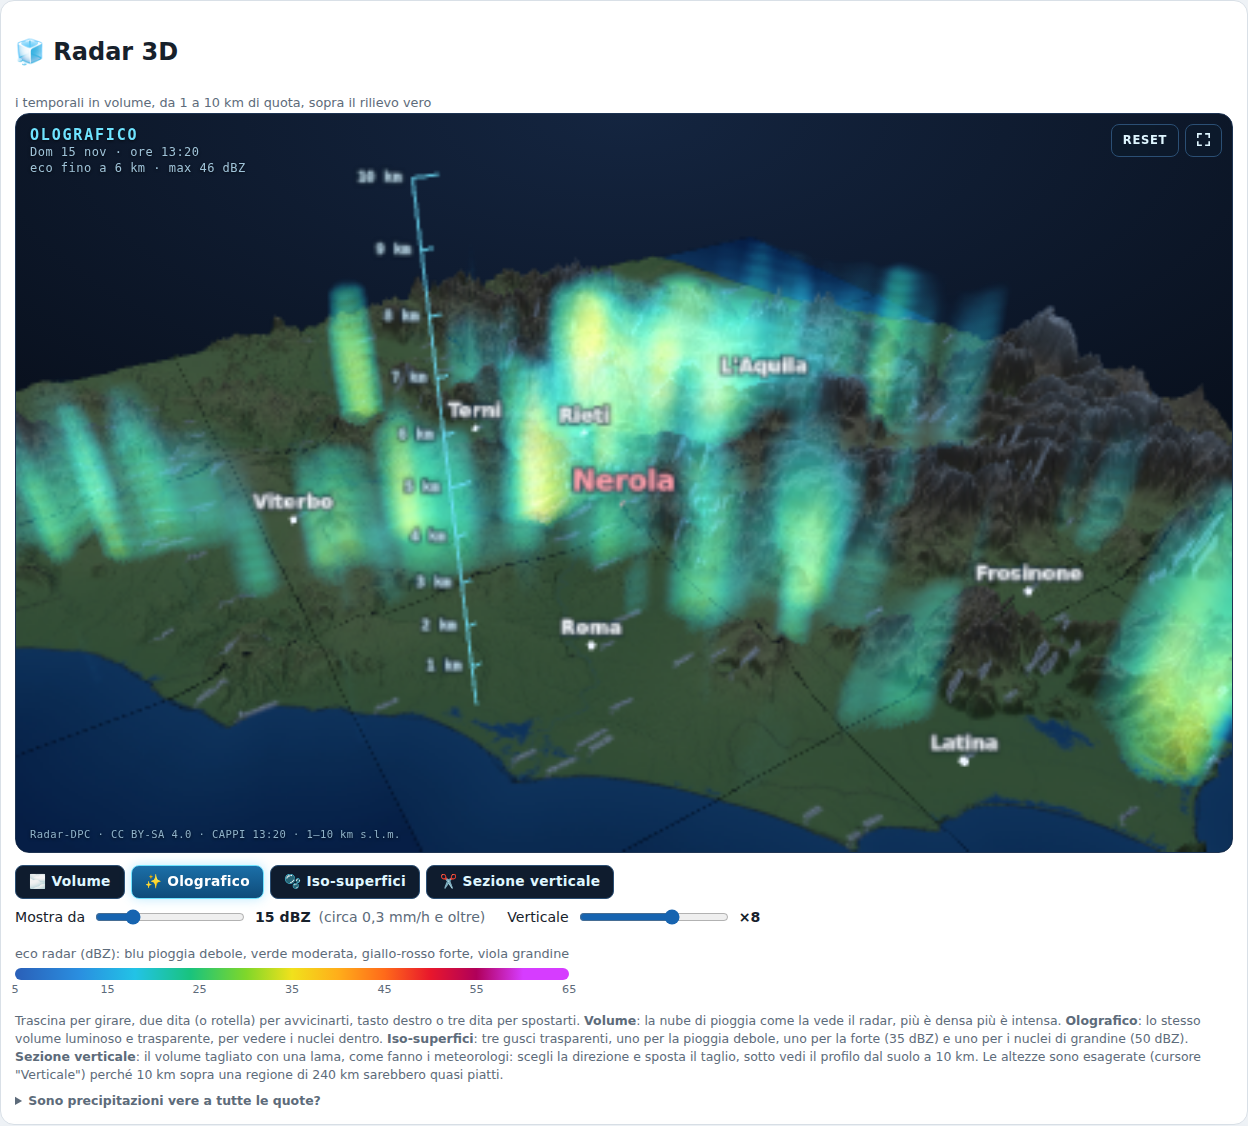 🧊 Radar 3D
i temporali in volume, da 1 a 10 km di quota, sopra il rilievo vero
OLOGRAFICO
Dom 15 nov · ore 13:20
eco fino a 6 km · max 46 dBZ
RESET
10 km
9 km
8 km
7 km
6 km
5 km
4 km
3 km
2 km
1 km
L'Aquila
Terni
Rieti
Nerola
Viterbo
Frosinone
Roma
Latina
Radar-DPC · CC BY-SA 4.0 · CAPPI 13:20 · 1–10 km s.l.m.
Volume
✨ Olografico
Iso-superfici
✂️ Sezione verticale
Mostra da 15 dBZ (circa 0,3 mm/h e oltre) Verticale ×8
eco radar (dBZ): blu pioggia debole, verde moderata, giallo-rosso forte, viola grandine
5 15 25 35 45 55 65
Trascina per girare, due dita (o rotella) per avvicinarti, tasto destro o tre dita per spostarti. Volume: la nube di pioggia come la vede il radar, più è densa più è intensa. Olografico: lo stesso
volume luminoso e trasparente, per vedere i nuclei dentro. Iso-superfici: tre gusci trasparenti, uno per la pioggia debole, uno per la forte (35 dBZ) e uno per i nuclei di grandine (50 dBZ).
Sezione verticale: il volume tagliato con una lama, come fanno i meteorologi: scegli la direzione e sposta il taglio, sotto vedi il profilo dal suolo a 10 km. Le altezze sono esagerate (cursore
"Verticale") perché 10 km sopra una regione di 240 km sarebbero quasi piatti.
▶ Sono precipitazioni vere a tutte le quote?